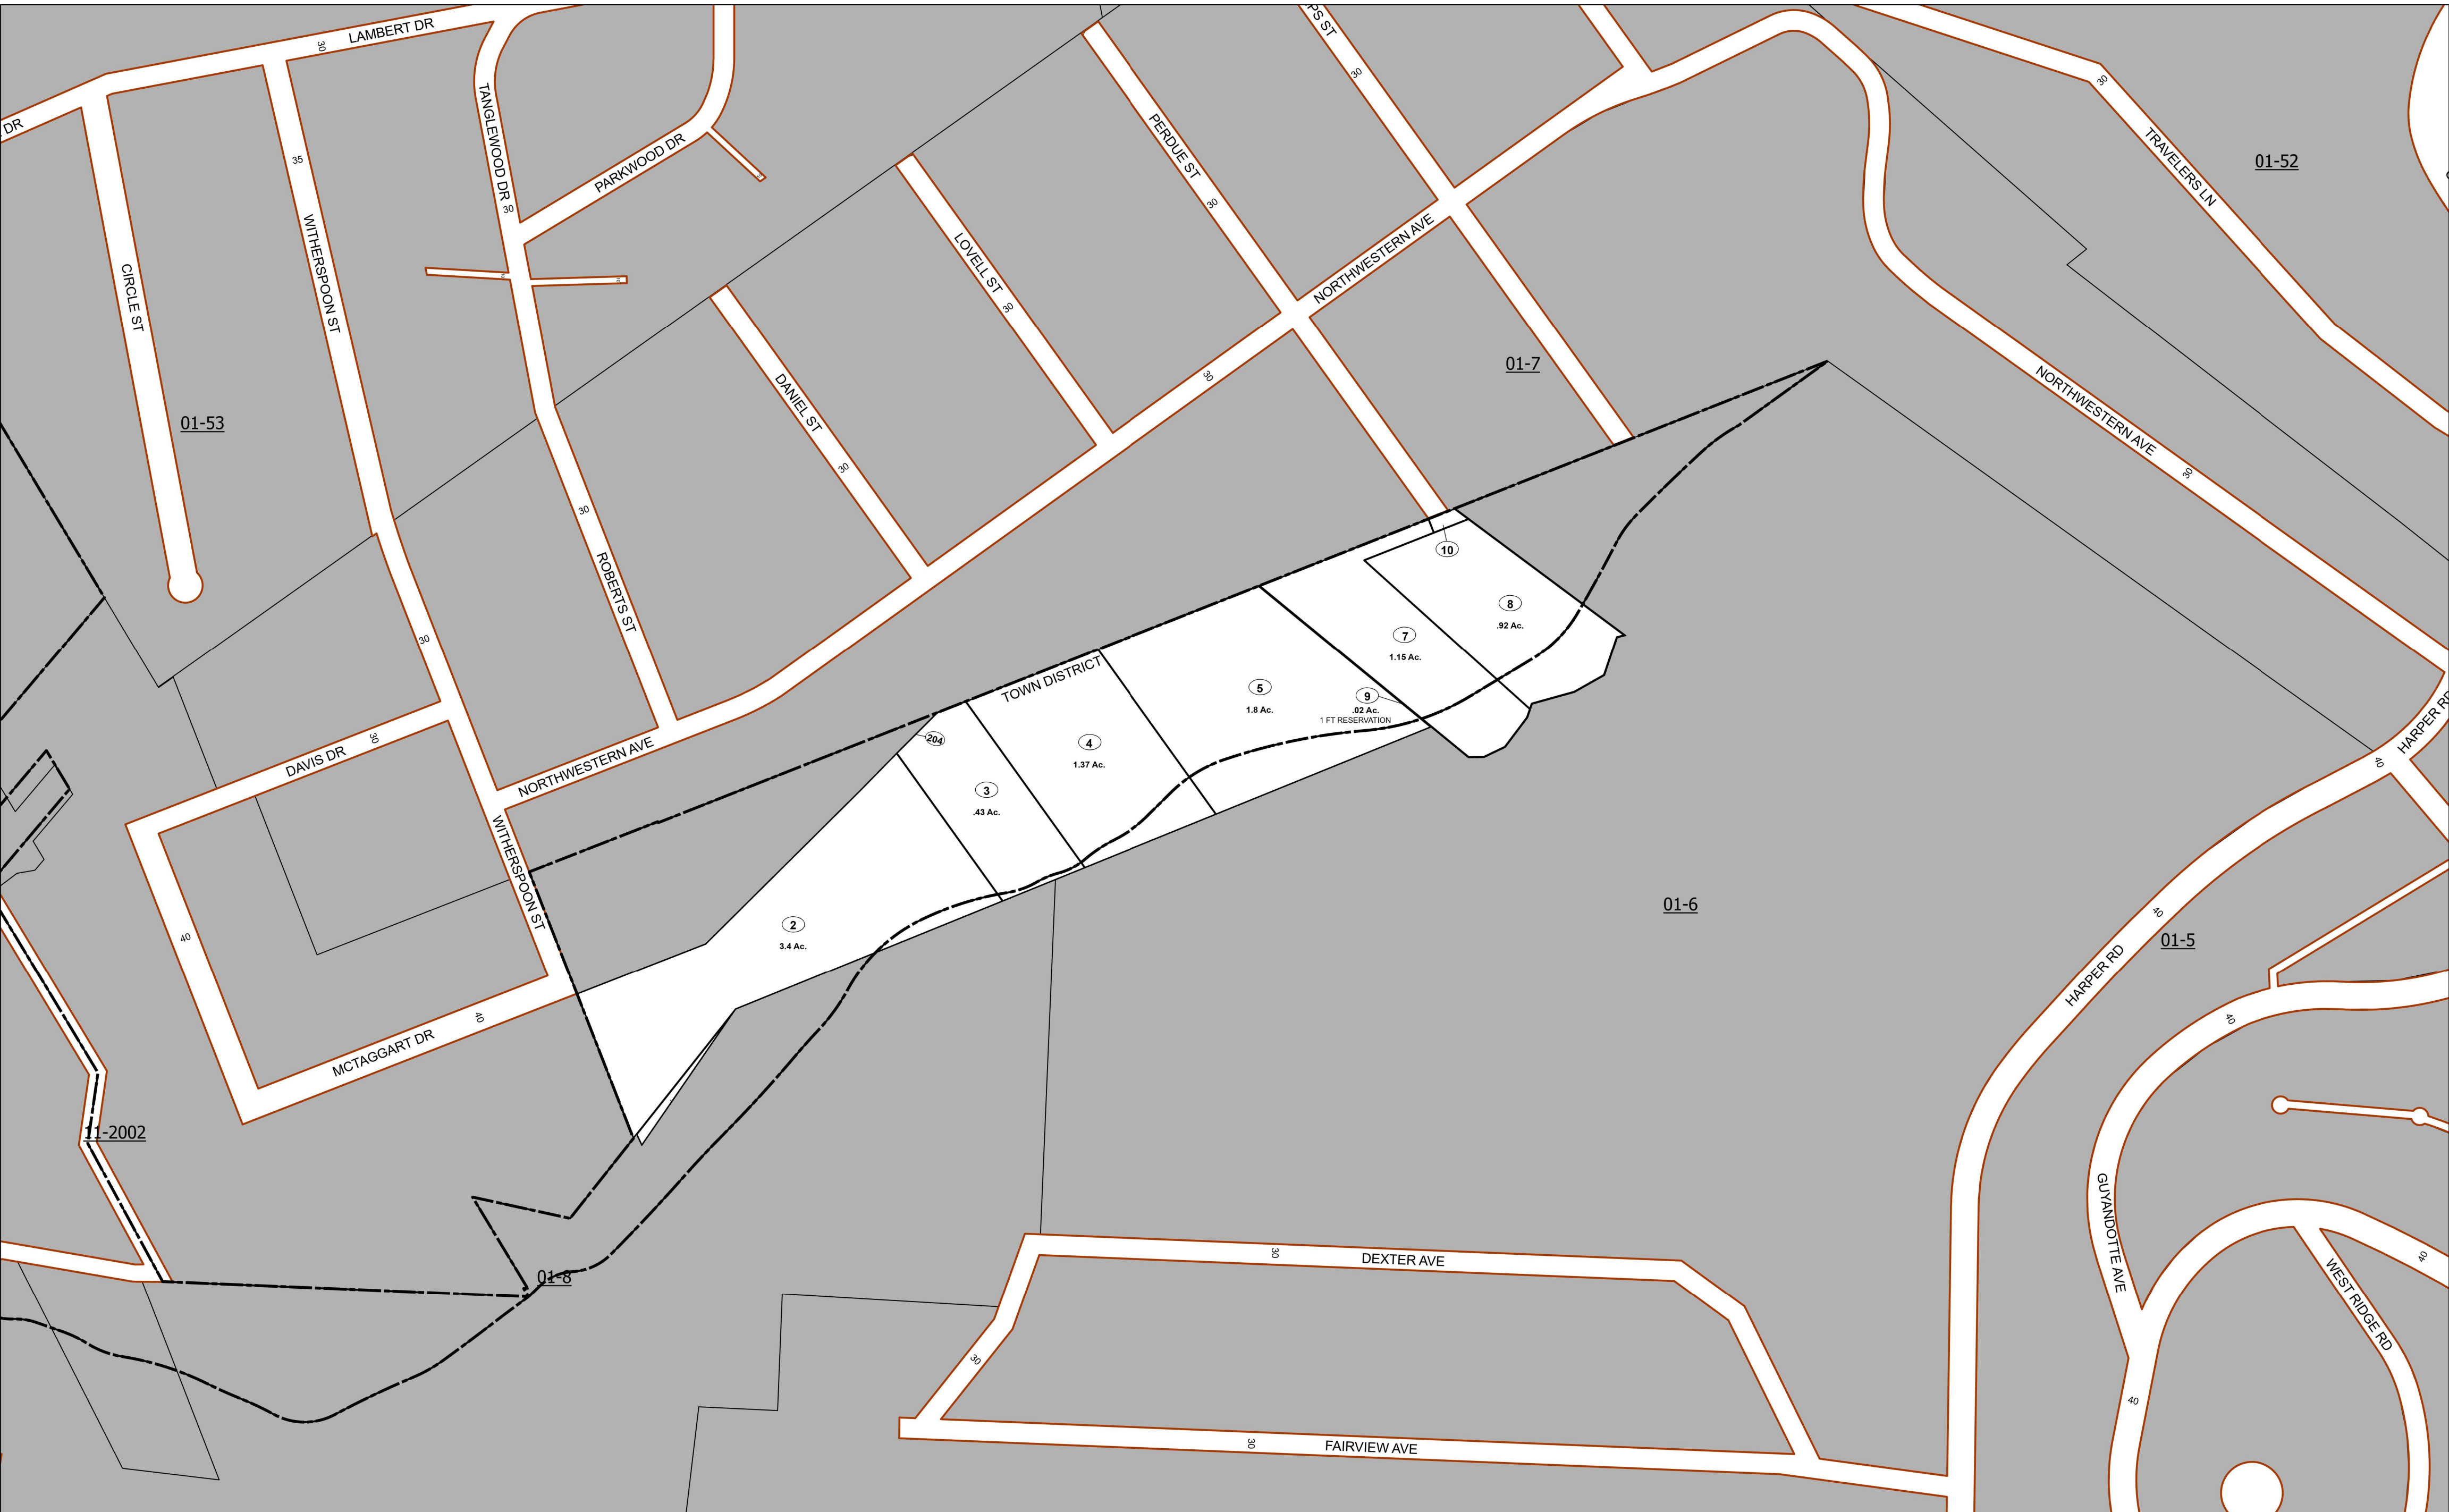 LAMBERT DR
30
DR
35
WITHERSPOON ST
CIRCLE ST
01-53
TANGLEWOOD DR
30
PARKWOOD DR
PERDUE ST
30
PS ST
30
LOVELL ST
30
DANIEL ST
30
NORTHWESTERN AVE
30
01-7
30
TRAVELERS LN
01-52
NORTHWESTERN AVE
30
30
ROBERTS ST
30
DAVIS DR
30
NORTHWESTERN AVE
WITHERSPOON ST
40
MCTAGGART DR
40
TOWN DISTRICT
10
8
.92 Ac.
7
1.15 Ac.
9
.02 Ac.
1 FT RESERVATION
5
1.8 Ac.
4
1.37 Ac.
204
3
.43 Ac.
2
3.4 Ac.
01-6
HARPER RD
40
40
HARPER RD
01-5
40
GUYANDOTTE AVE
40
WEST RIDGE RD
40
11-2002
01-8
30
DEXTER AVE
30
30
FAIRVIEW AVE